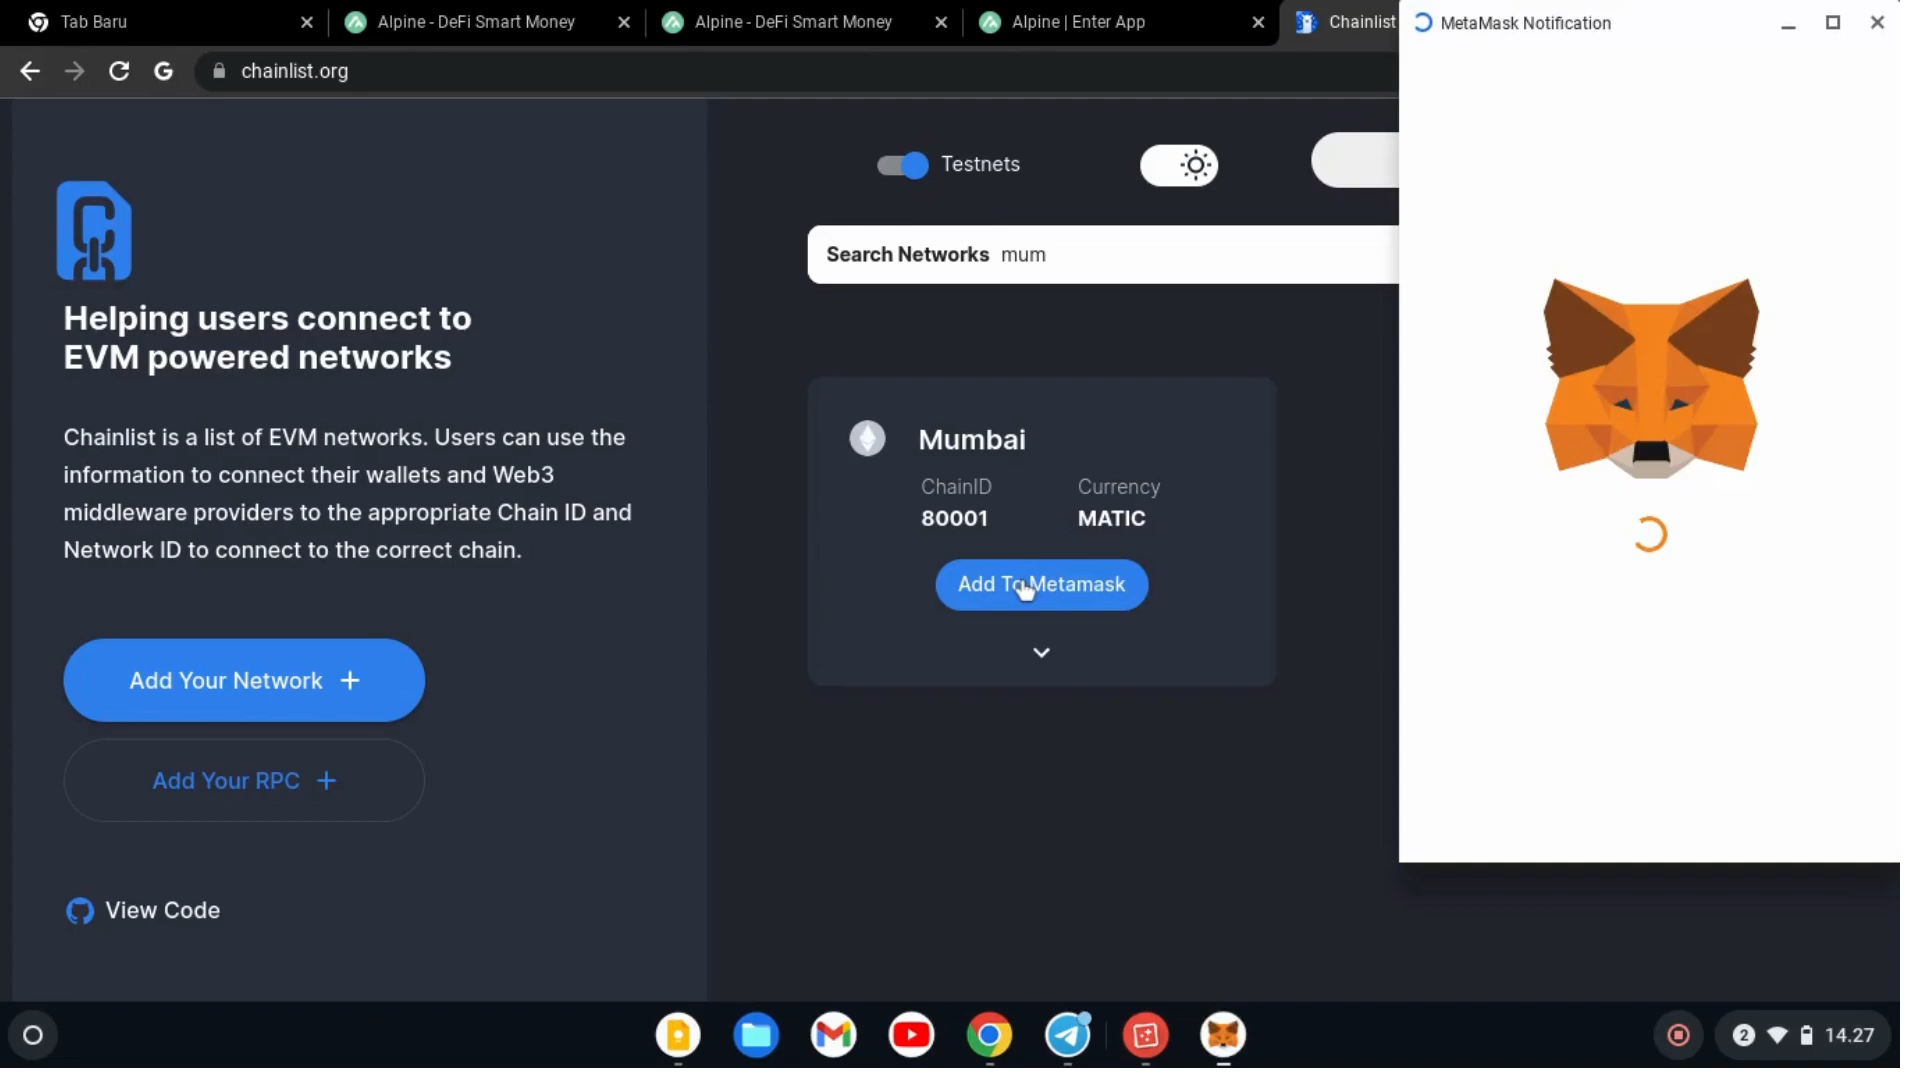 Tab Baru
Alpine - DeFi Smart Money
Alpine - DeFi Smart Money
Alpine | Enter App
Chainlist
MetaMask Notification
chainlist.org
Testnets
Search Networks mum
Helping users connect to
EVM powered networks
Chainlist is a list of EVM networks. Users can use the
information to connect their wallets and Web3
middleware providers to the appropriate Chain ID and
Network ID to connect to the correct chain.
Add Your Network +
Add Your RPC +
View Code
Mumbai
ChainID Currency
80001 MATIC
Add To Metamask
2 14.27